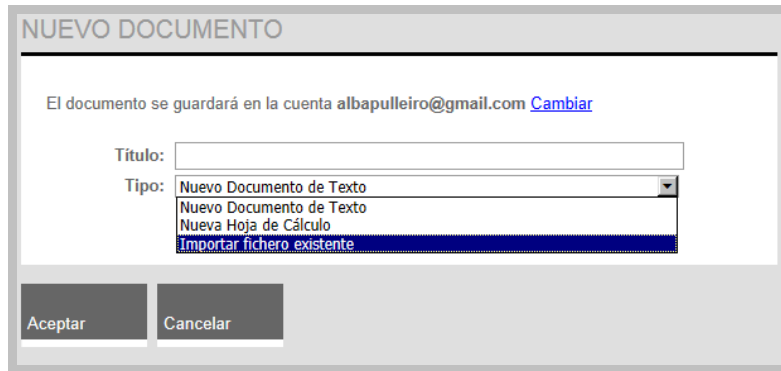 NUEVO DOCUMENTO
El documento se guardará en la cuenta albapulleiro@gmail.com Cambiar
Título:
Tipo: Nuevo Documento de Texto
Nuevo Documento de Texto
Nueva Hoja de Cálculo
Importar fichero existente
Aceptar Cancelar